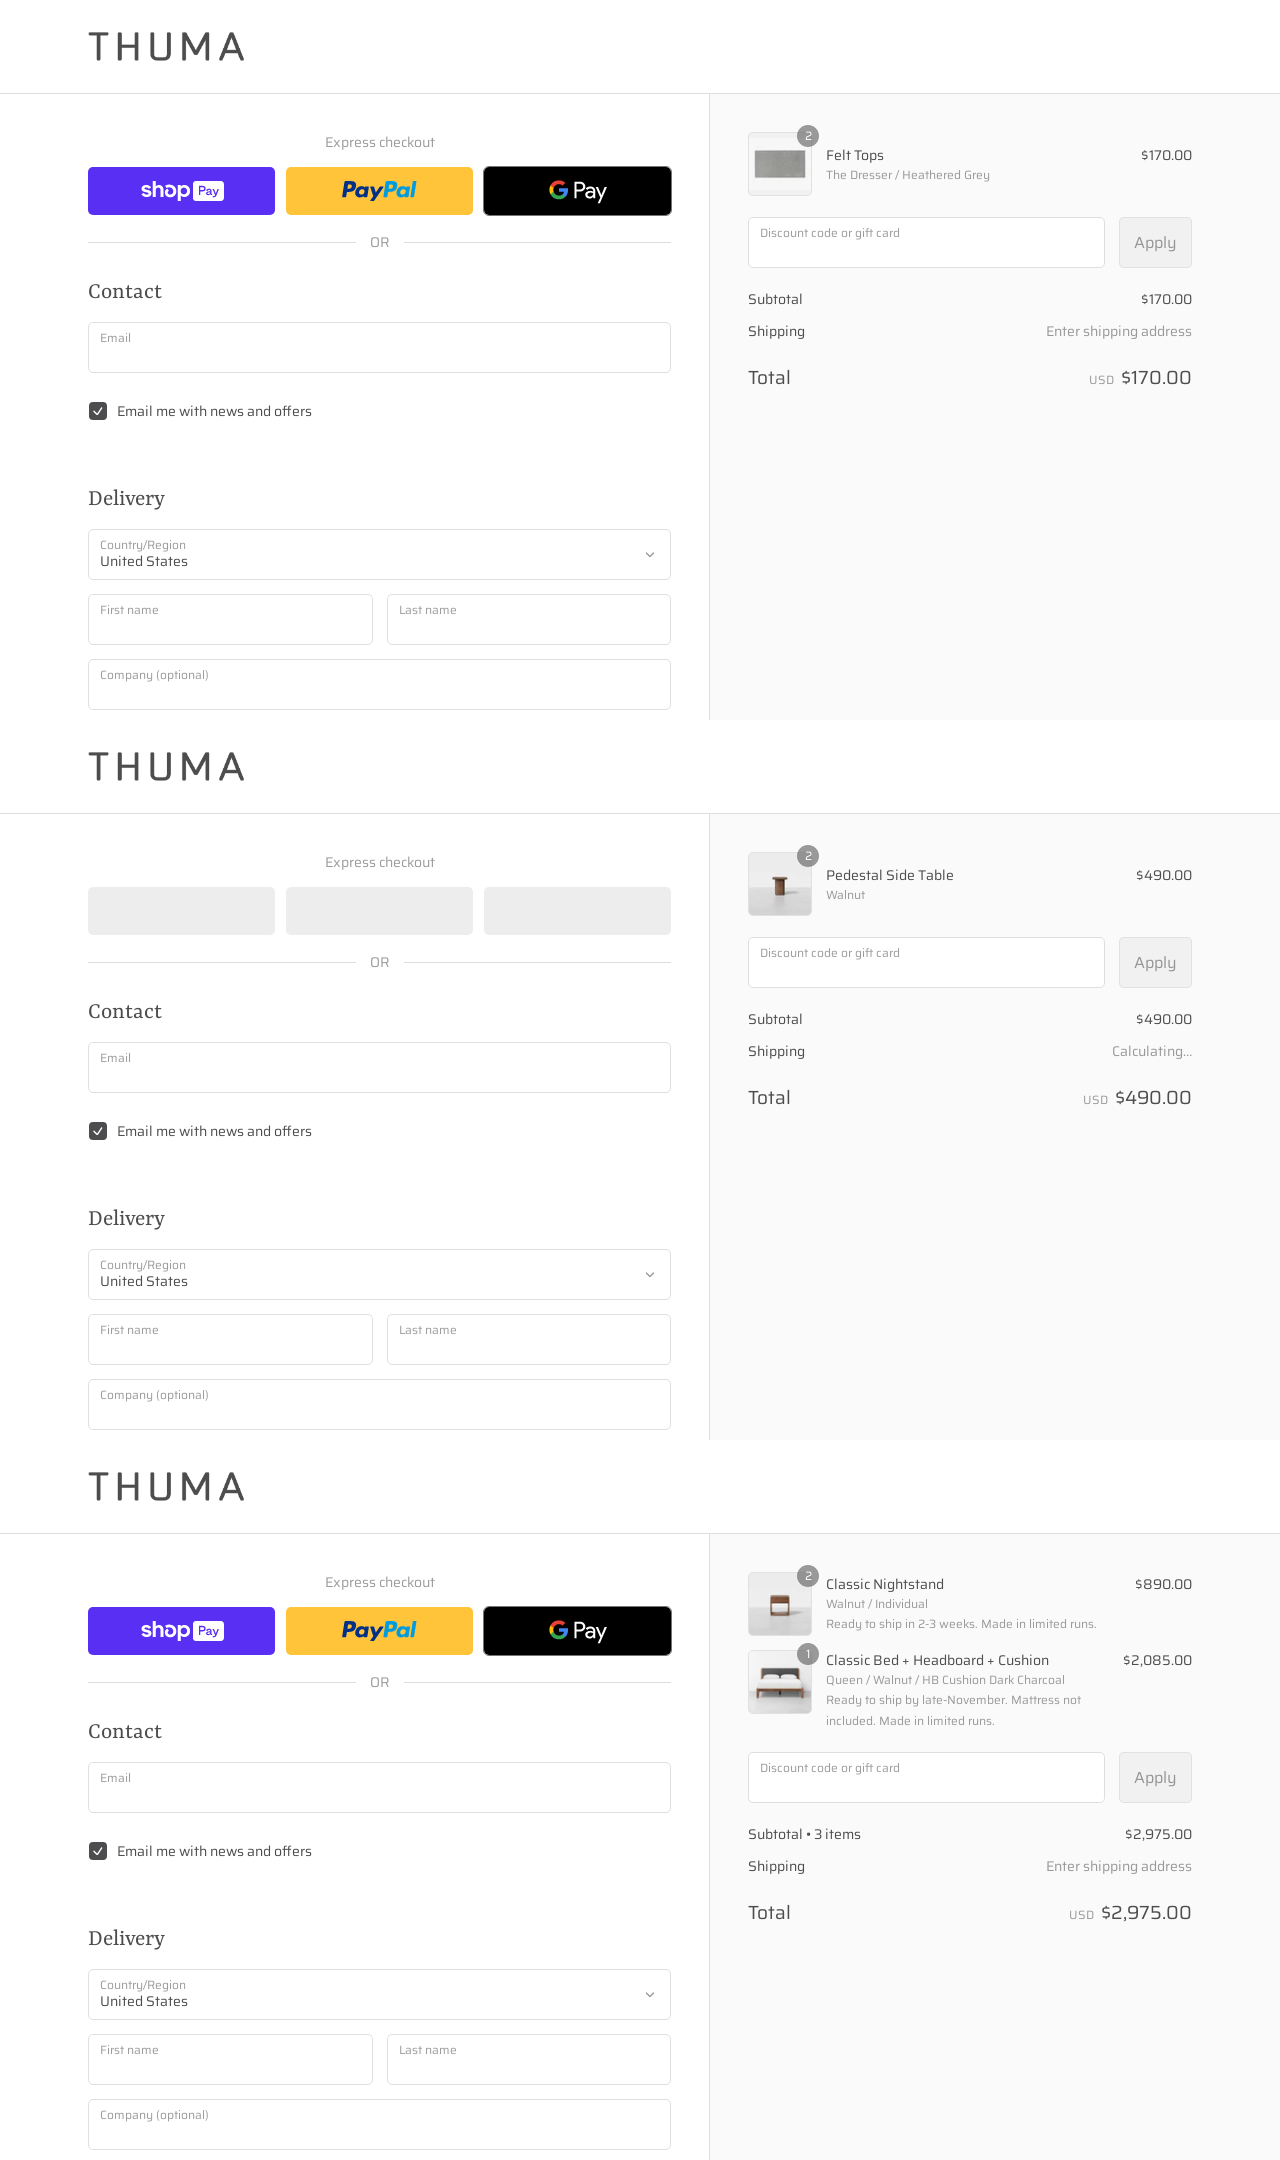 THUMA
Express checkout
shop Pay
PayPal
G Pay
OR
Contact
Email
Email me with news and offers
Delivery
Country/Region
United States
First name
Last name
Company (optional)
2
Felt Tops
$170.00
The Dresser / Heathered Grey
Discount code or gift card
Apply
Subtotal
$170.00
Shipping
Enter shipping address
Total
USD $170.00
THUMA
Express checkout
OR
Contact
Email
Email me with news and offers
Delivery
Country/Region
United States
First name
Last name
Company (optional)
2
Pedestal Side Table
$490.00
Walnut
Discount code or gift card
Apply
Subtotal
$490.00
Shipping
Calculating...
Total
USD $490.00
THUMA
Express checkout
shop Pay
PayPal
G Pay
OR
Contact
Email
Email me with news and offers
Delivery
Country/Region
United States
First name
Last name
Company (optional)
2
Classic Nightstand
$890.00
Walnut / Individual
Ready to ship in 2-3 weeks. Made in limited runs.
1
Classic Bed + Headboard + Cushion
$2,085.00
Queen / Walnut / HB Cushion Dark Charcoal
Ready to ship by late-November. Mattress not
included. Made in limited runs.
Discount code or gift card
Apply
Subtotal • 3 items
$2,975.00
Shipping
Enter shipping address
Total
USD $2,975.00